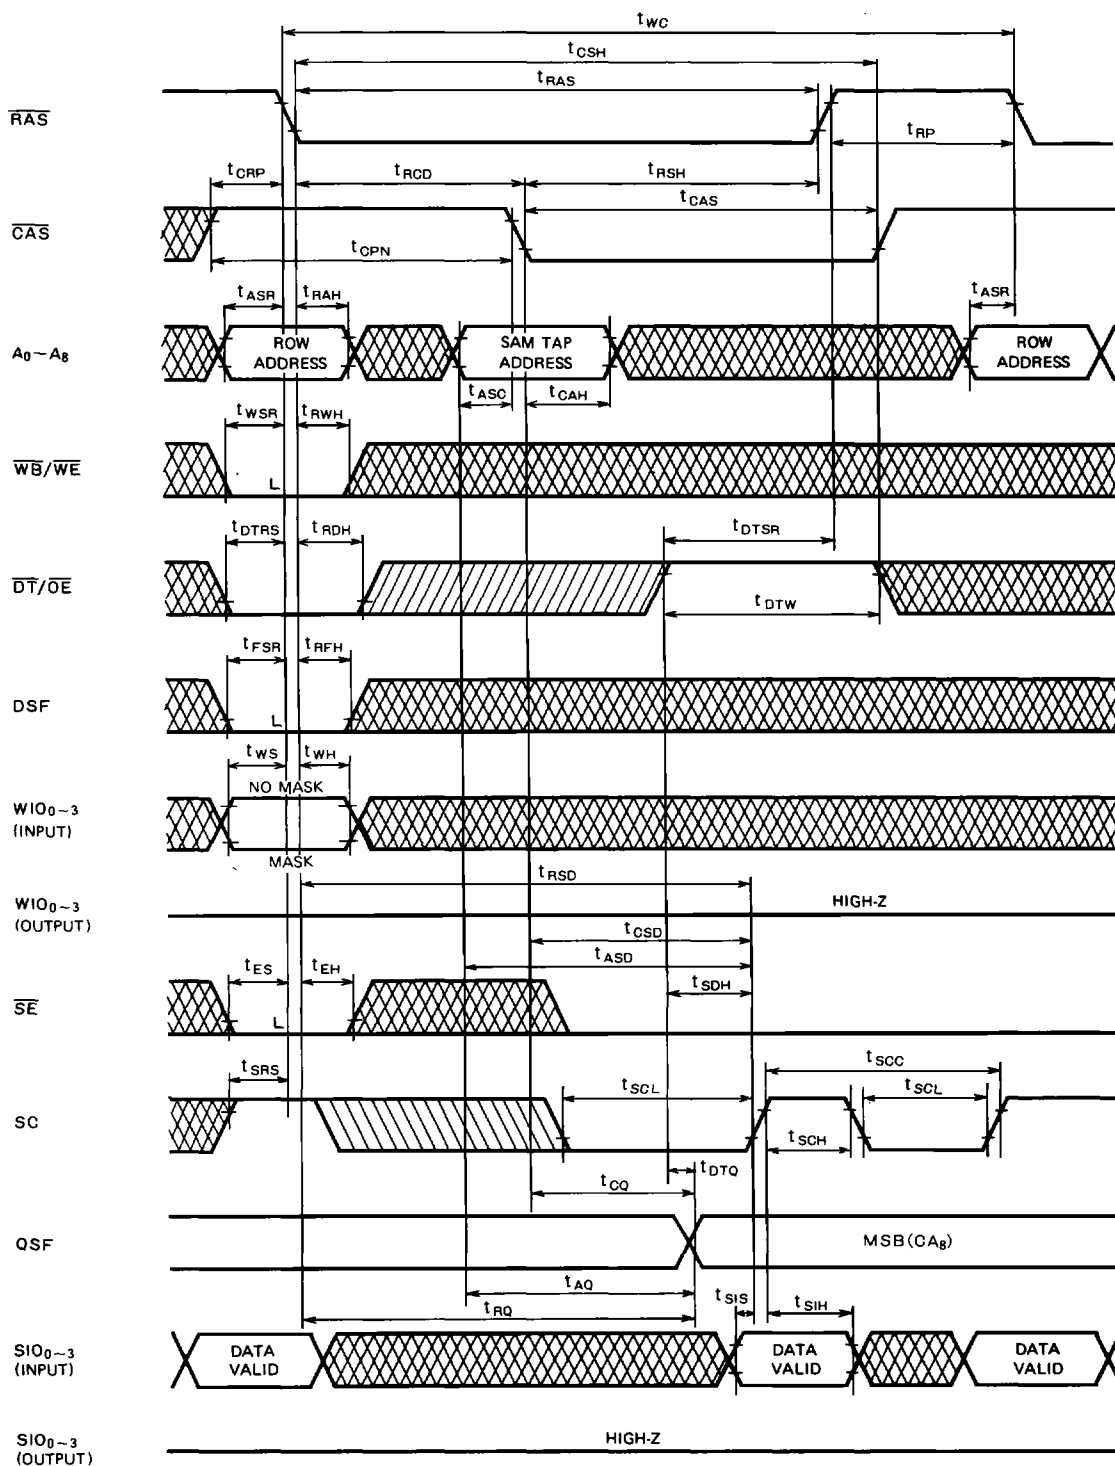 tWC
tCSH
tRAS
RAS
tRP
tCRP
tRCD
tRSH
tCAS
CAS
tCPN
tASR
tRAH
tASR
A0~A8
ROW
ADDRESS
SAM TAP
ADDRESS
ROW
ADDRESS
tASC
tCAH
tWSR
tRWH
WB/WE
L
tDTRS
tRDH
tDTSR
DT/OE
tDTW
tFSR
tRFH
DSF
L
tWS
tWH
NO MASK
WIO0~3
(INPUT)
MASK
tRSD
WIO0~3
(OUTPUT)
HIGH-Z
tCSD
tASD
tES
tEH
tSDH
SE
L
tSRS
tSCC
tSCL
tSCL
SC
tSCH
tDTQ
tCQ
QSF
MSB(CA8)
tAQ
tRQ
tSIS
tSIH
SIO0~3
(INPUT)
DATA
VALID
DATA
VALID
DATA
VALID
SIO0~3
(OUTPUT)
HIGH-Z